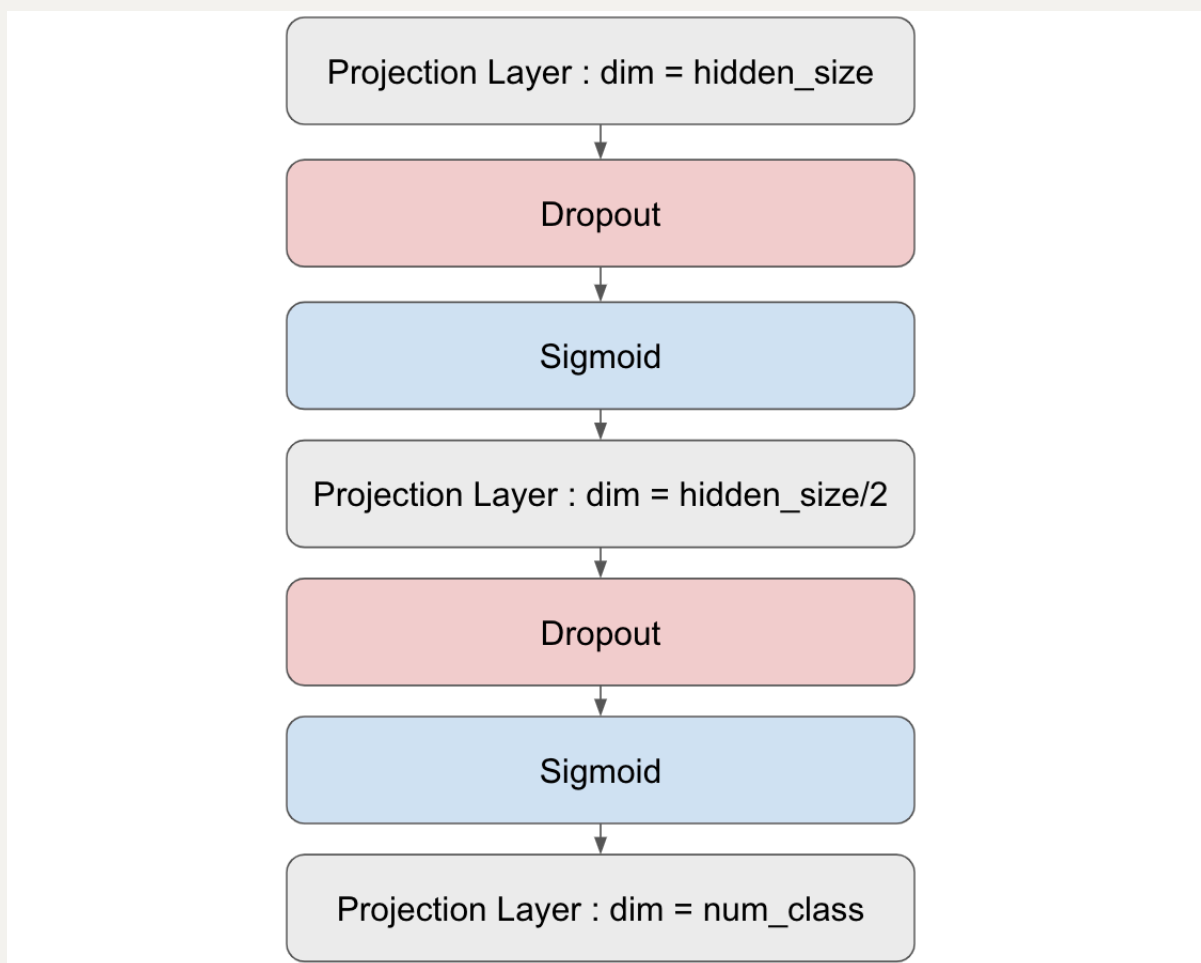 Projection Layer : dim = hidden_size
Dropout
Sigmoid
Projection Layer : dim = hidden_size/2
Dropout
Sigmoid
Projection Layer : dim = num_class